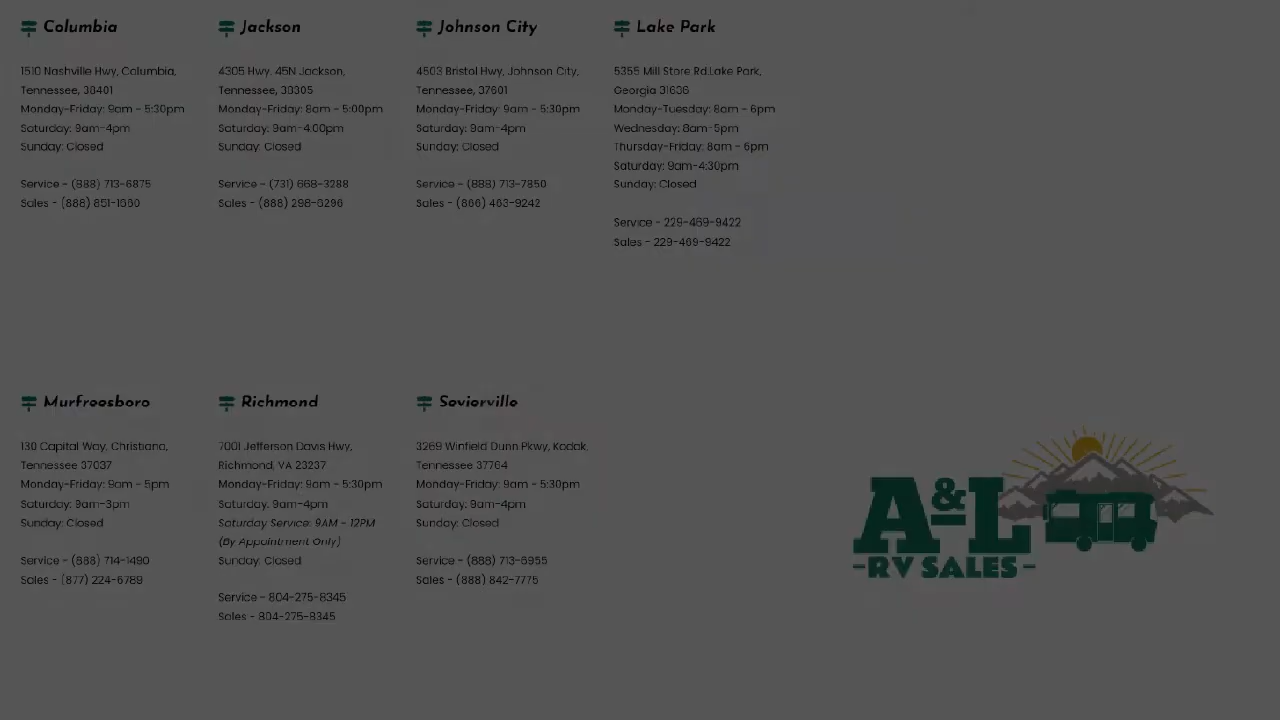 Columbia
1510 Nashville Hwy, Columbia,
Tennessee, 38401
Monday-Friday: 9am - 5:30pm
Saturday: 9am-4pm
Sunday: Closed
Service - (888) 713-6875
Sales - (888) 851-1660
Jackson
4305 Hwy. 45N Jackson,
Tennessee, 38305
Monday-Friday: 8am - 5:00pm
Saturday: 9am-4:00pm
Sunday: Closed
Service - (731) 668-3288
Sales - (888) 298-6296
Johnson City
4503 Bristol Hwy, Johnson City,
Tennessee, 37601
Monday-Friday: 9am - 5:30pm
Saturday: 9am-4pm
Sunday: Closed
Service - (888) 713-7850
Sales - (866) 463-9242
Lake Park
5355 Mill Store Rd.Lake Park,
Georgia 31636
Monday-Tuesday: 8am - 6pm
Wednesday: 8am-5pm
Thursday-Friday: 8am - 6pm
Saturday: 9am-4:30pm
Sunday: Closed
Service - 229-469-9422
Sales - 229-469-9422
Murfreesboro
130 Capital Way, Christiana,
Tennessee 37037
Monday-Friday: 9am - 5pm
Saturday: 9am-3pm
Sunday: Closed
Service - (888) 714-1490
Sales - (877) 224-6789
Richmond
7001 Jefferson Davis Hwy,
Richmond, VA 23237
Monday-Friday: 9am - 5:30pm
Saturday: 9am-4pm
Saturday Service: 9AM - 12PM
(By Appointment Only)
Sunday: Closed
Service - 804-275-8345
Sales - 804-275-8345
Sevierville
3269 Winfield Dunn Pkwy, Kodak,
Tennessee 37764
Monday-Friday: 9am - 5:30pm
Saturday: 9am-4pm
Sunday: Closed
Service - (888) 713-6955
Sales - (888) 842-7775
A&L
-RV SALES-